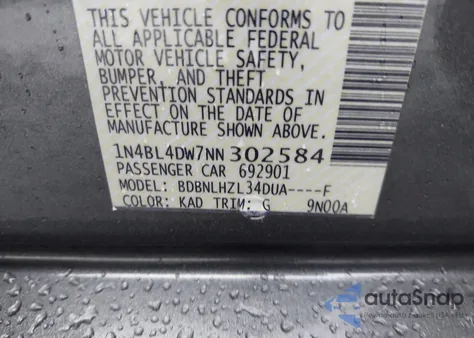 THIS VEHICLE CONFORMS TO
ALL APPLICABLE FEDERAL
MOTOR VEHICLE SAFETY,
BUMPER, AND THEFT
PREVENTION STANDARDS IN
EFFECT ON THE DATE OF
MANUFACTURE SHOWN ABOVE.
1N4BL4DW7NN302584
PASSENGER CAR 692901
MODEL: BDBNLHZL34DUA----F
COLOR: KAD TRIM: G 9N00A
autoSnap